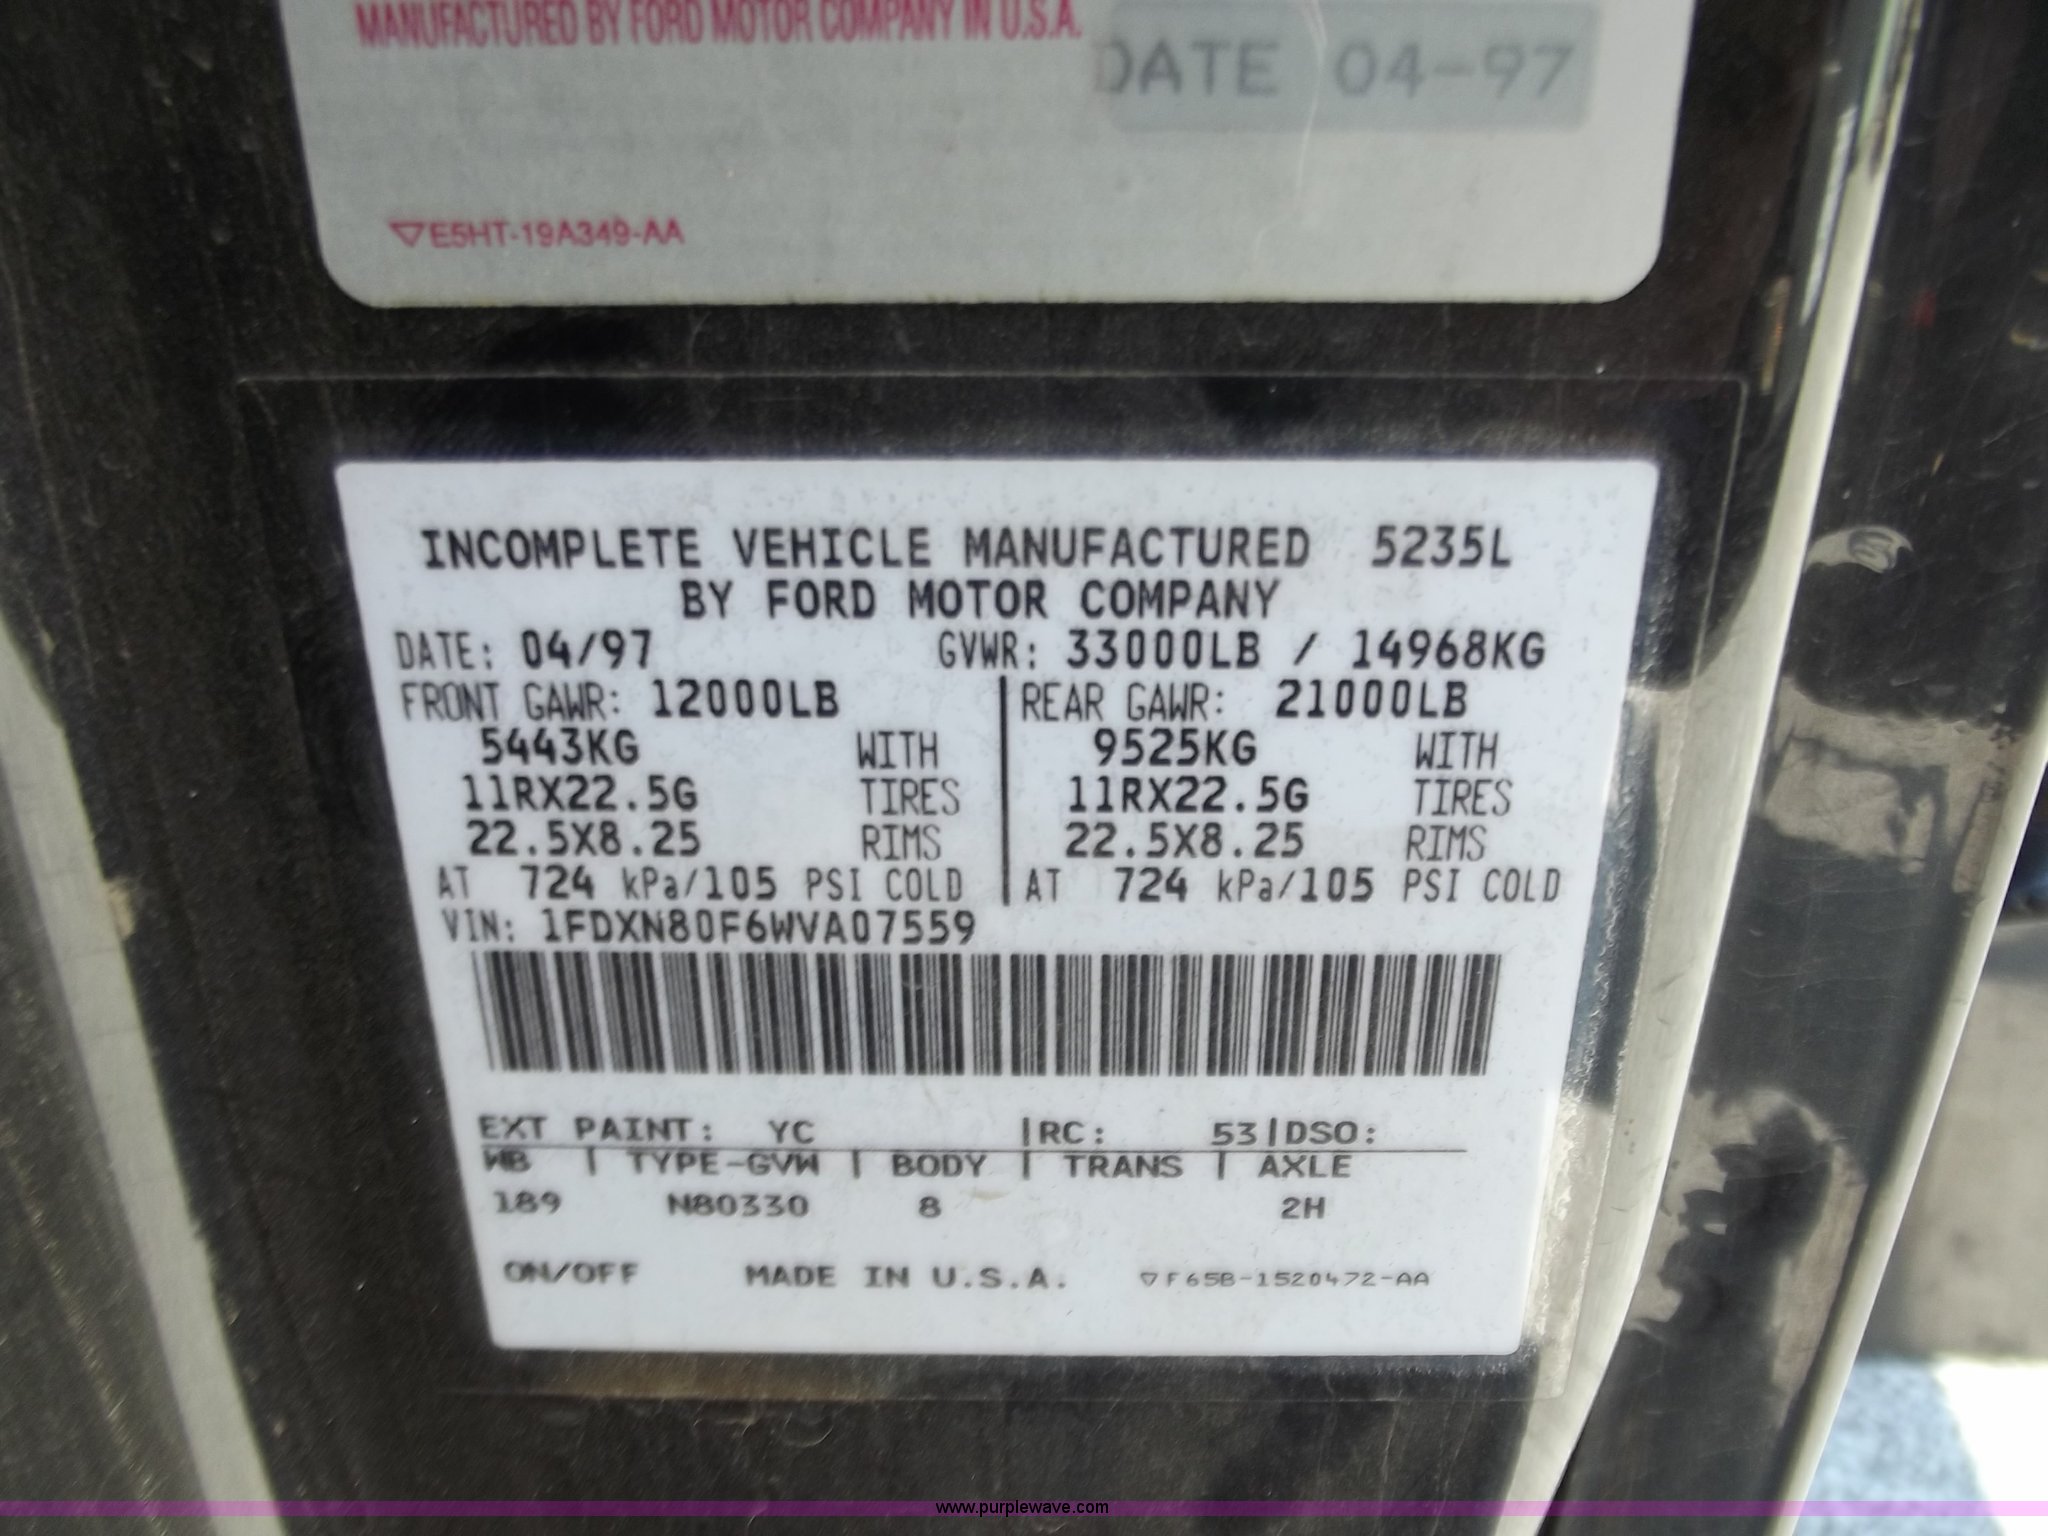 MANUFACTURED BY FORD MOTOR COMPANY IN U.S.A.
DATE 04-97
▽E5HT-19A349-AA
INCOMPLETE VEHICLE MANUFACTURED 5235L
BY FORD MOTOR COMPANY
DATE: 04/97 GVWR: 33000LB / 14968KG
FRONT GAWR: 12000LB REAR GAWR: 21000LB
5443KG WITH 9525KG WITH
11RX22.5G TIRES 11RX22.5G TIRES
22.5X8.25 RIMS 22.5X8.25 RIMS
AT 724 kPa/105 PSI COLD AT 724 kPa/105 PSI COLD
VIN: 1FDXN80F6WVA07559
EXT PAINT: YC |RC: 53|DSO:
WB | TYPE-GVW | BODY | TRANS | AXLE
189 N80330 8 2H
ON/OFF MADE IN U.S.A. ▽F65B-1520472-AA
www.purplewave.com